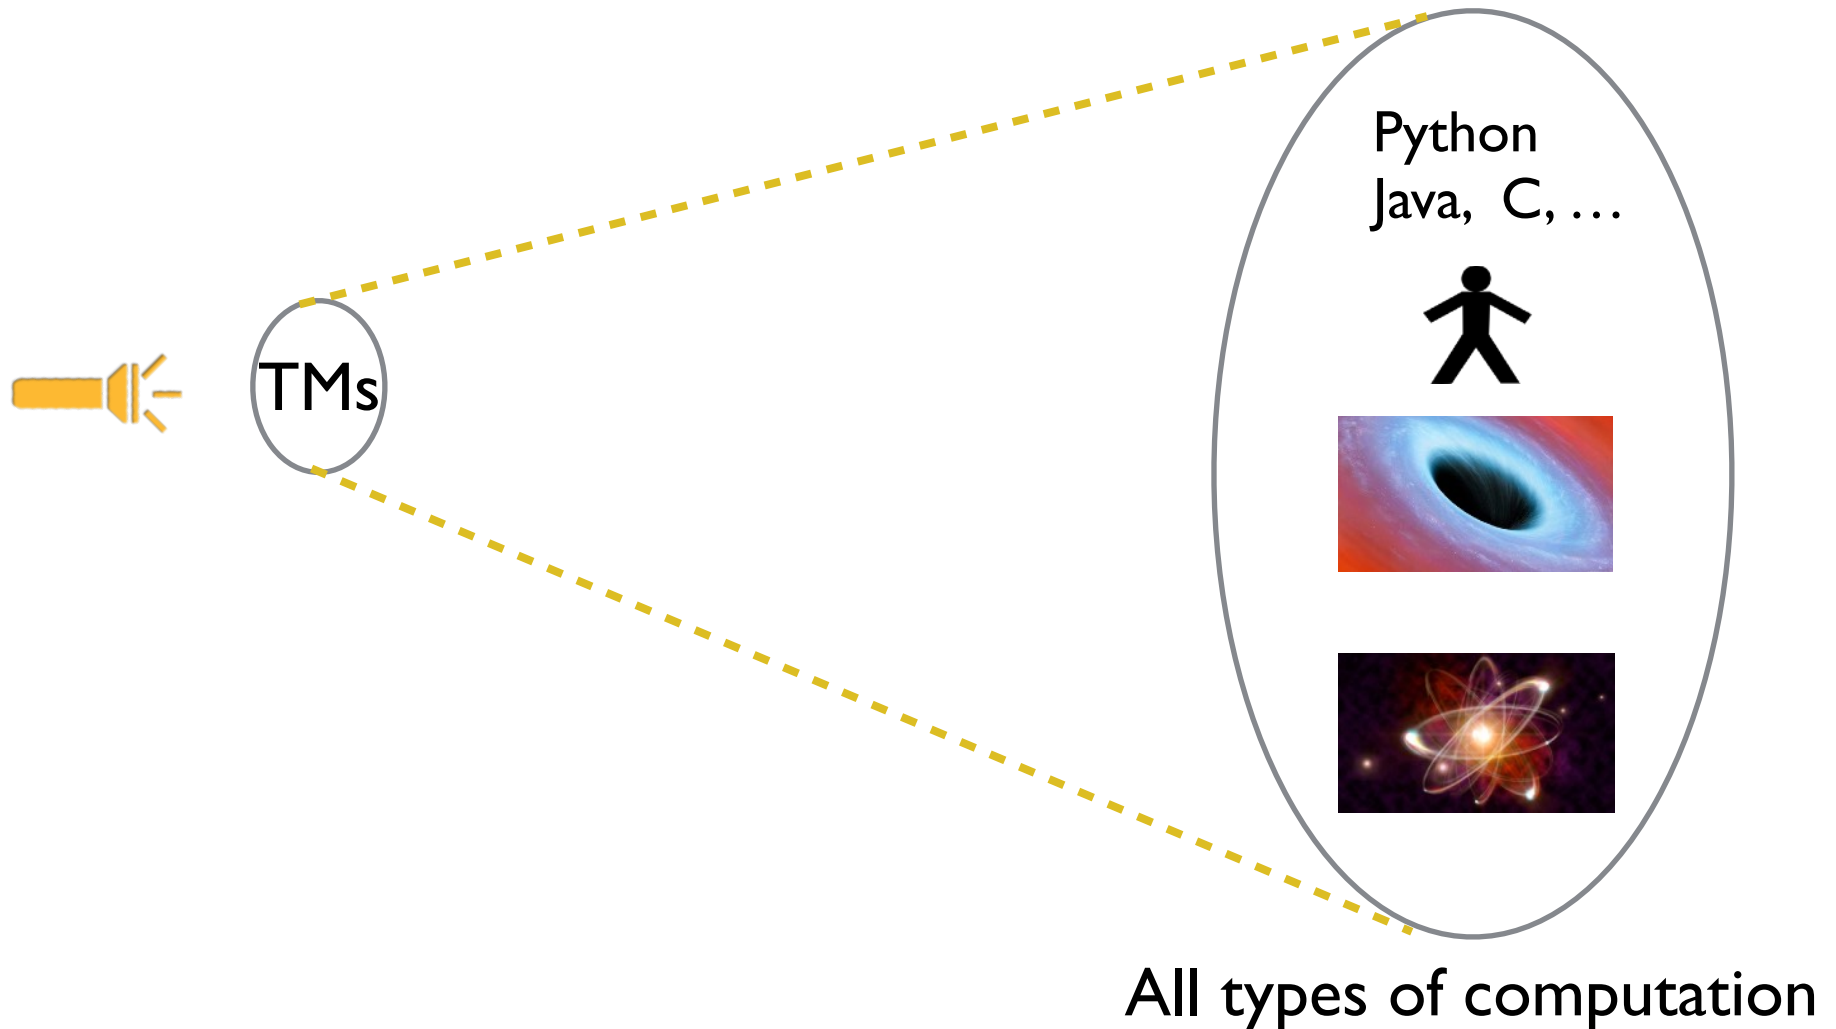 TMs
Python
Java, C, …
All types of computation